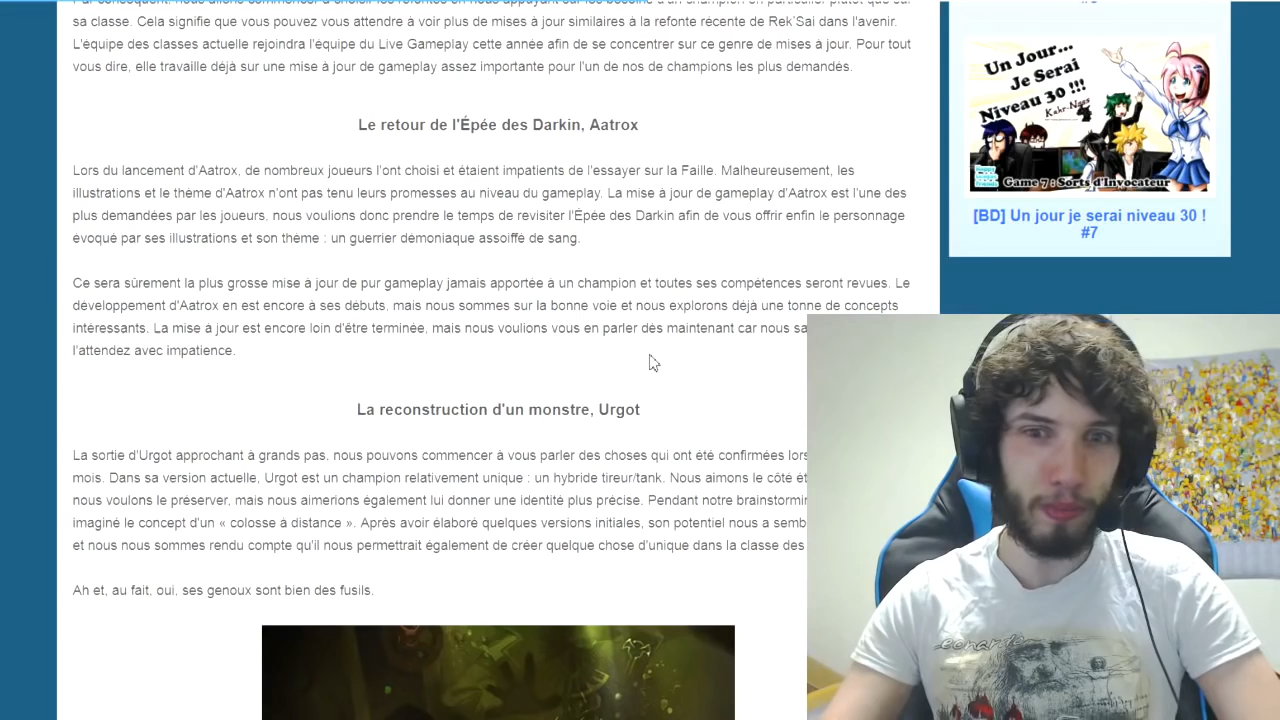 sa classe. Cela signifie que vous pouvez vous attendre à voir plus de mises à jour similaires à la refonte récente de Rek'Sai dans l'avenir.
L'équipe des classes actuelle rejoindra l'équipe du Live Gameplay cette année afin de se concentrer sur ce genre de mises à jour. Pour tout
vous dire, elle travaille déjà sur une mise à jour de gameplay assez importante pour l'un de nos de champions les plus demandés.
Le retour de l'Épée des Darkin, Aatrox
Lors du lancement d'Aatrox, de nombreux joueurs l'ont choisi et étaient impatients de l'essayer sur la Faille. Malheureusement, les
illustrations et le thème d'Aatrox n'ont pas toujours représentés au niveau du gameplay. La mise à jour de gameplay d'Aatrox est l'une des
plus demandées par les joueurs, nous voulions donc prendre le temps de revisiter l'Épée des Darkin afin de vous offrir enfin le personnage
évoqué par ses illustrations et son thème : un guerrier démoniaque assoiffé de sang.
Ce sera sûrement la plus grosse mise à jour de pur gameplay jamais apportée à un champion et toutes ses compétences seront revues. Le
développement d'Aatrox en est encore à ses débuts, mais nous sommes sur la bonne voie et nous explorons déjà une tonne de concepts
intéressants. La mise à jour est encore loin d'être terminée, mais nous voulions vous en parler dès maintenant car nous sa
l'attendez avec impatience.
La reconstruction d'un monstre, Urgot
La sortie d'Urgot approchant à grands pas, nous pouvons commencer à vous parler des choses qui ont été confirmées lors
mois. Dans sa version actuelle, Urgot est un champion relativement unique : un hybride tireur/tank. Nous aimons le côté ét
nous voulons le préserver, mais nous aimerions également lui donner une identité plus précise. Pendant notre brainstormin
imaginé le concept d'un « colosse à distance ». Après avoir élaboré quelques versions initiales, son potentiel nous a semb
et nous nous sommes rendu compte qu'il nous permettrait également de créer quelque chose d'unique dans la classe des
Ah et, au fait, oui, ses genoux sont bien des fusils.
Un Jour...
Je Serai
Niveau 30 !!!
Game 7 : Sorts d'Invocateur
[BD] Un jour je serai niveau 30 !
#7